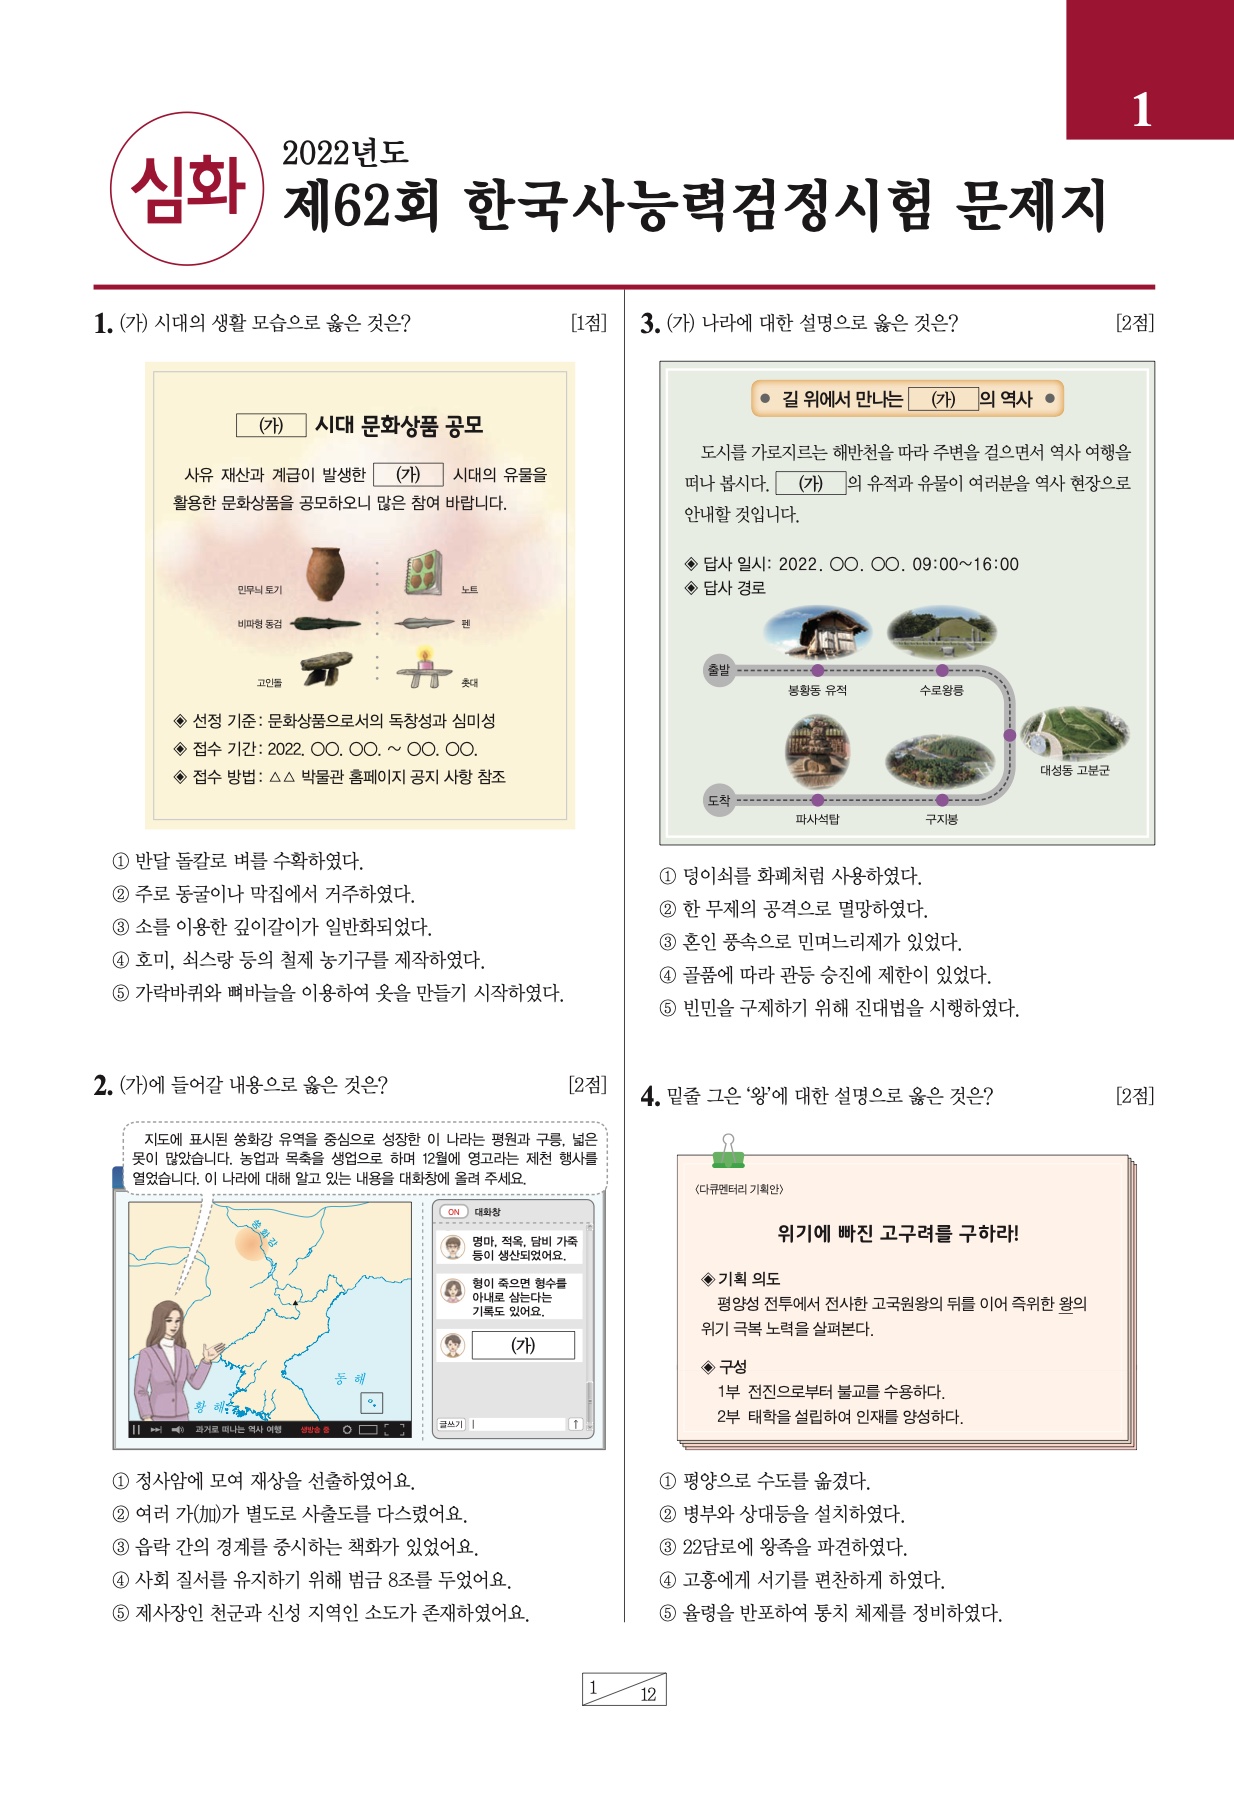 1
심화
2022년도
제62회 한국사능력검정시험 문제지
1. (가) 시대의 생활 모습으로 옳은 것은? [1점]
(가) 시대 문화상품 공모
사유 재산과 계급이 발생한 (가) 시대의 유물을
활용한 문화상품을 공모하오니 많은 참여 바랍니다.
민무늬 토기
노트
비파형 동검
펜
고인돌
촛대
◈ 선정 기준: 문화상품으로서의 독창성과 심미성
◈ 접수 기간: 2022. ○○. ○○. ~ ○○. ○○.
◈ 접수 방법: △△ 박물관 홈페이지 공지 사항 참조
① 반달 돌칼로 벼를 수확하였다.
② 주로 동굴이나 막집에서 거주하였다.
③ 소를 이용한 깊이갈이가 일반화되었다.
④ 호미, 쇠스랑 등의 철제 농기구를 제작하였다.
⑤ 가락바퀴와 뼈바늘을 이용하여 옷을 만들기 시작하였다.
2. (가)에 들어갈 내용으로 옳은 것은? [2점]
지도에 표시된 쑹화강 유역을 중심으로 성장한 이 나라는 평원과 구릉, 넓은
못이 많았습니다. 농업과 목축을 생업으로 하며 12월에 영고라는 제천 행사를
열었습니다. 이 나라에 대해 알고 있는 내용을 대화창에 올려 주세요.
쑹화강
동해
황해
과거로 떠나는 역사 여행 생방송 중
ON 대화창
명마, 적옥, 담비 가죽
등이 생산되었어요.
형이 죽으면 형수를
아내로 삼는다는
기록도 있어요.
(가)
글쓰기 ↑
① 정사암에 모여 재상을 선출하였어요.
② 여러 가(加)가 별도로 사출도를 다스렸어요.
③ 읍락 간의 경계를 중시하는 책화가 있었어요.
④ 사회 질서를 유지하기 위해 범금 8조를 두었어요.
⑤ 제사장인 천군과 신성 지역인 소도가 존재하였어요.
3. (가) 나라에 대한 설명으로 옳은 것은? [2점]
길 위에서 만나는 (가) 의 역사
도시를 가로지르는 해반천을 따라 주변을 걸으면서 역사 여행을
떠나 봅시다. (가) 의 유적과 유물이 여러분을 역사 현장으로
안내할 것입니다.
◈ 답사 일시: 2022. ○○. ○○. 09:00~16:00
◈ 답사 경로
출발
봉황동 유적
수로왕릉
대성동 고분군
도착
파사석탑
구지봉
① 덩이쇠를 화폐처럼 사용하였다.
② 한 무제의 공격으로 멸망하였다.
③ 혼인 풍속으로 민며느리제가 있었다.
④ 골품에 따라 관등 승진에 제한이 있었다.
⑤ 빈민을 구제하기 위해 진대법을 시행하였다.
4. 밑줄 그은 ‘왕’에 대한 설명으로 옳은 것은? [2점]
〈다큐멘터리 기획안〉
위기에 빠진 고구려를 구하라!
◈ 기획 의도
평양성 전투에서 전사한 고국원왕의 뒤를 이어 즉위한 왕의
위기 극복 노력을 살펴본다.
◈ 구성
1부 전진으로부터 불교를 수용하다.
2부 태학을 설립하여 인재를 양성하다.
① 평양으로 수도를 옮겼다.
② 병부와 상대등을 설치하였다.
③ 22담로에 왕족을 파견하였다.
④ 고흥에게 서기를 편찬하게 하였다.
⑤ 율령을 반포하여 통치 체제를 정비하였다.
1
12